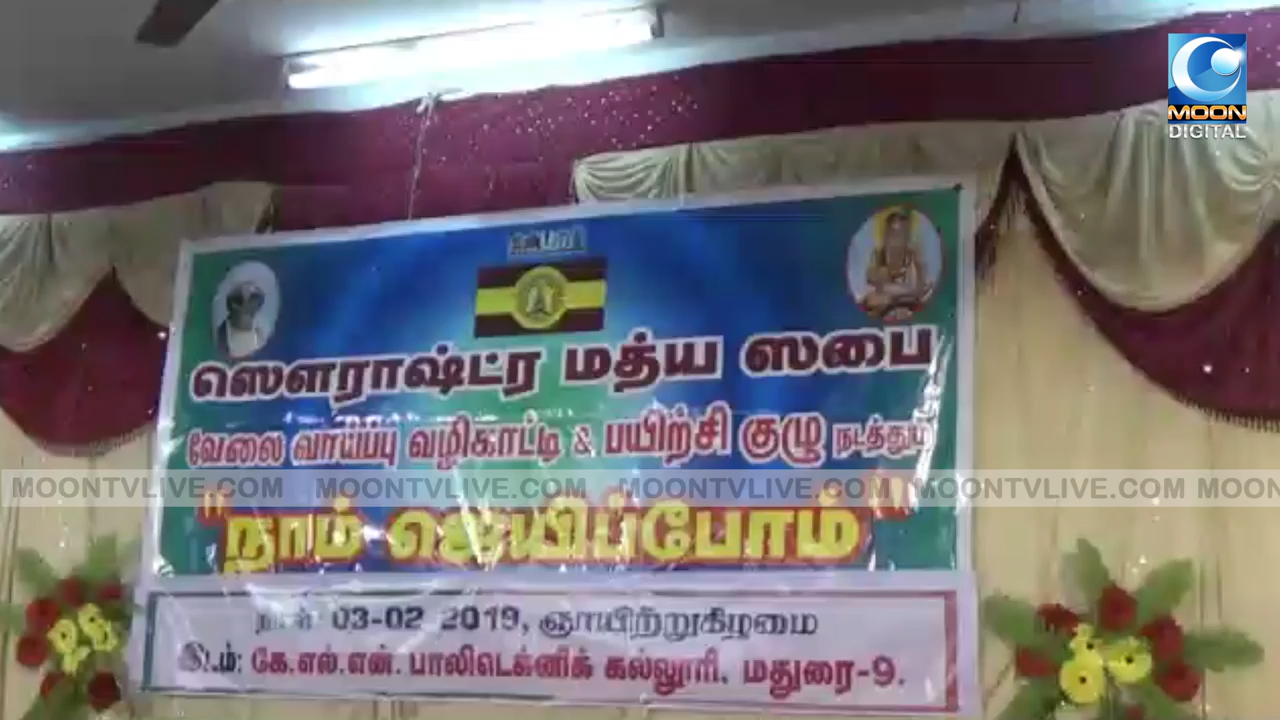 MOON
DIGITAL
ஸௌராஷ்ட்ர மத்ய ஸபை
வேலை வாய்ப்பு வழிகாட்டி & பயிற்சி குழு நடத்தும்
MOONTVLIVE.COM MOONTVLIVE.COM MOONTVLIVE.COM MOONTVLIVE.COM MOON
"நாம் ஜெயிப்போம்"
நாள்: 03-02 2019, ஞாயிற்றுகிழமை
இடம்: கே.எல்.என். பாலிடெக்னிக் கல்லூரி, மதுரை-9.